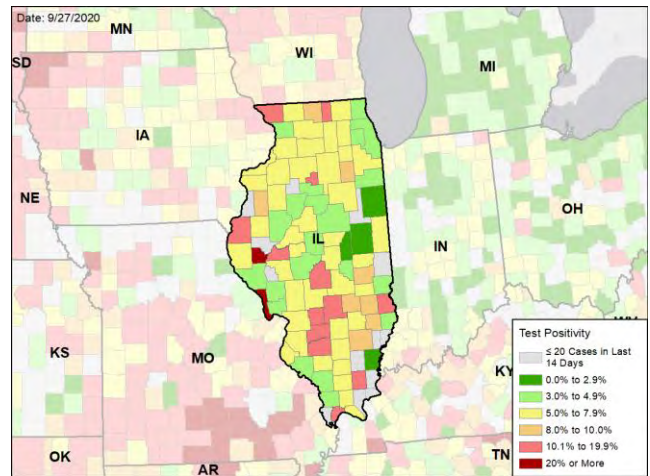 Date: 9/27/2020
MN
WI
SD
MI
IA
NE
IL
IN
OH
KS
MO
KY
OK
AR
TN
Test Positivity
≤ 20 Cases in Last
14 Days
0.0% to 2.9%
3.0% to 4.9%
5.0% to 7.9%
8.0% to 10.0%
10.1% to 19.9%
20% or More